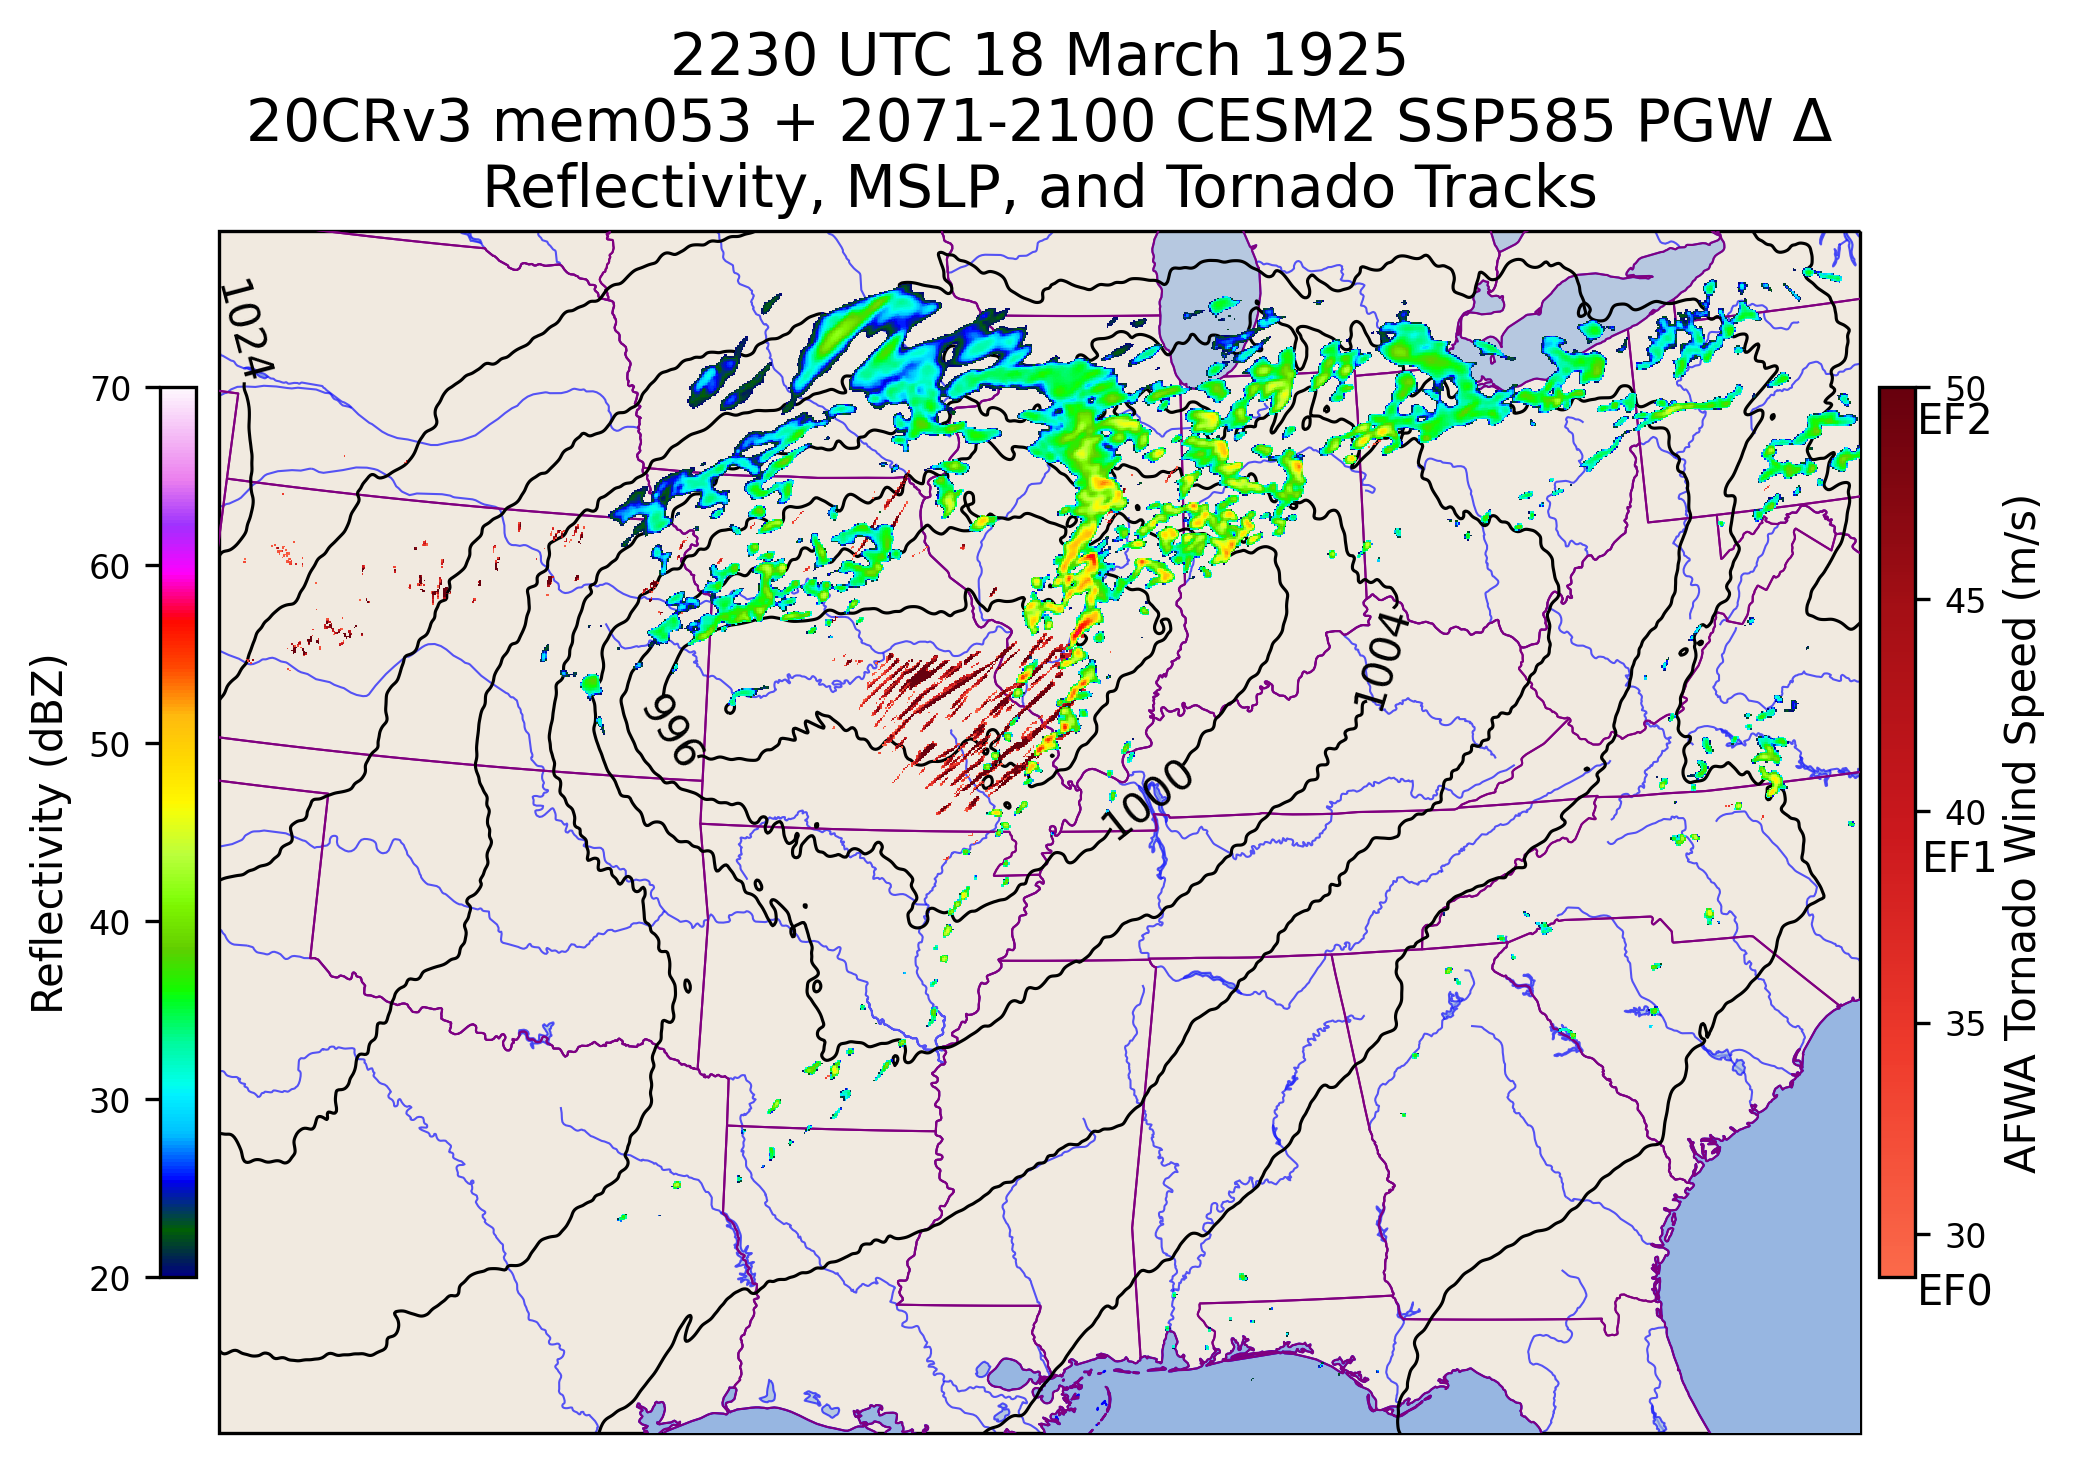 2230 UTC 18 March 1925
20CRv3 mem053 + 2071-2100 CESM2 SSP585 PGW Δ
Reflectivity, MSLP, and Tornado Tracks
1024
996
1000
1004
70
60
50
40
30
20
Reflectivity (dBZ)
50
EF2
45
40
EF1
35
30
EF0
AFWA Tornado Wind Speed (m/s)